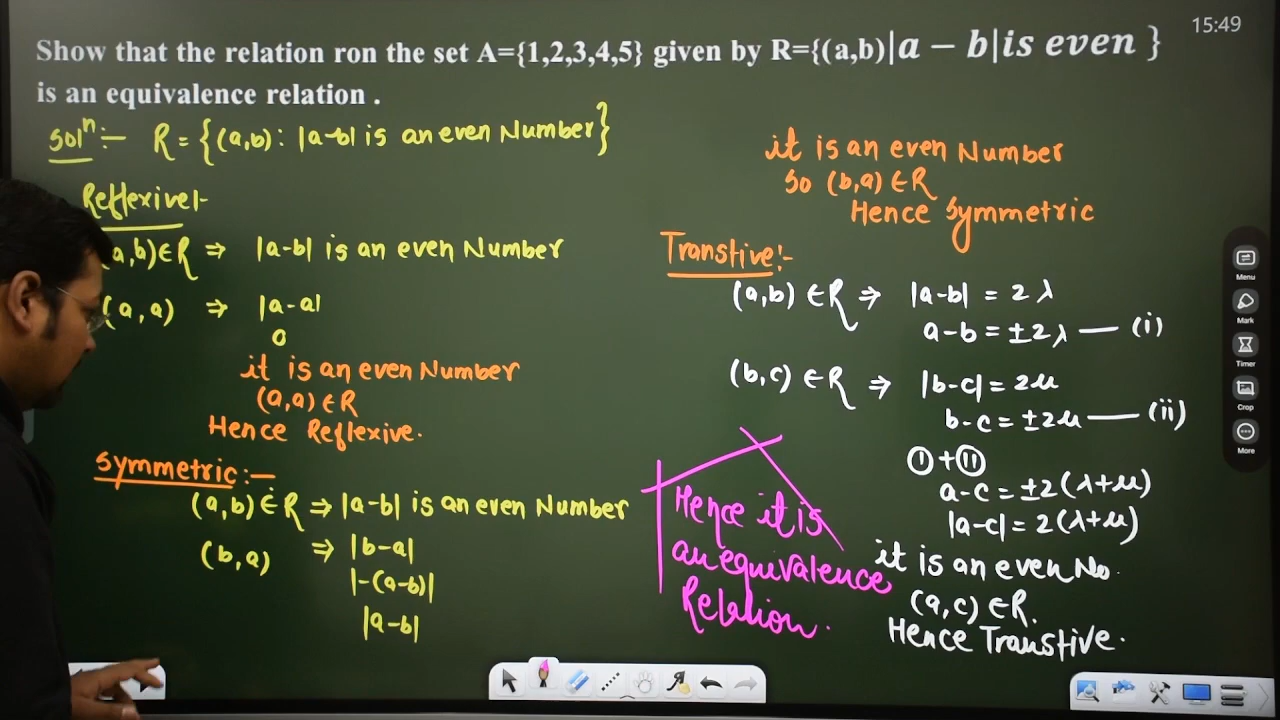 15:49
Show that the relation ron the set A={1,2,3,4,5} given by R={(a,b)|a − b|is even }
is an equivalence relation .
Solⁿ:- R = {(a,b): |a-b| is an even Number}
Reflexive!-
(a,b)∈R ⇒ |a-b| is an even Number
(a,a) ⇒ |a-a|
0
it is an even Number
(a,a) ∈ R
Hence Reflexive.
Symmetric:-
(a,b)∈R ⇒ |a-b| is an even Number
(b,a) ⇒ |b-a|
|-(a-b)|
|a-b|
it is an even Number
so (b,a) ∈ R
Hence Symmetric
Transtive:-
(a,b) ∈ R ⇒ |a-b| = 2λ
a-b = ±2λ — (i)
(b,c) ∈ R ⇒ |b-c| = 2μ
b-c = ±2μ — (ii)
(i) + (ii)
a-c = ±2(λ+μ)
|a-c| = 2(λ+μ)
it is an even No.
(a,c) ∈ R.
Hence Transtive.
Hence it is
an equivalence
Relation.
Menu
Mark
Timer
Crop
More